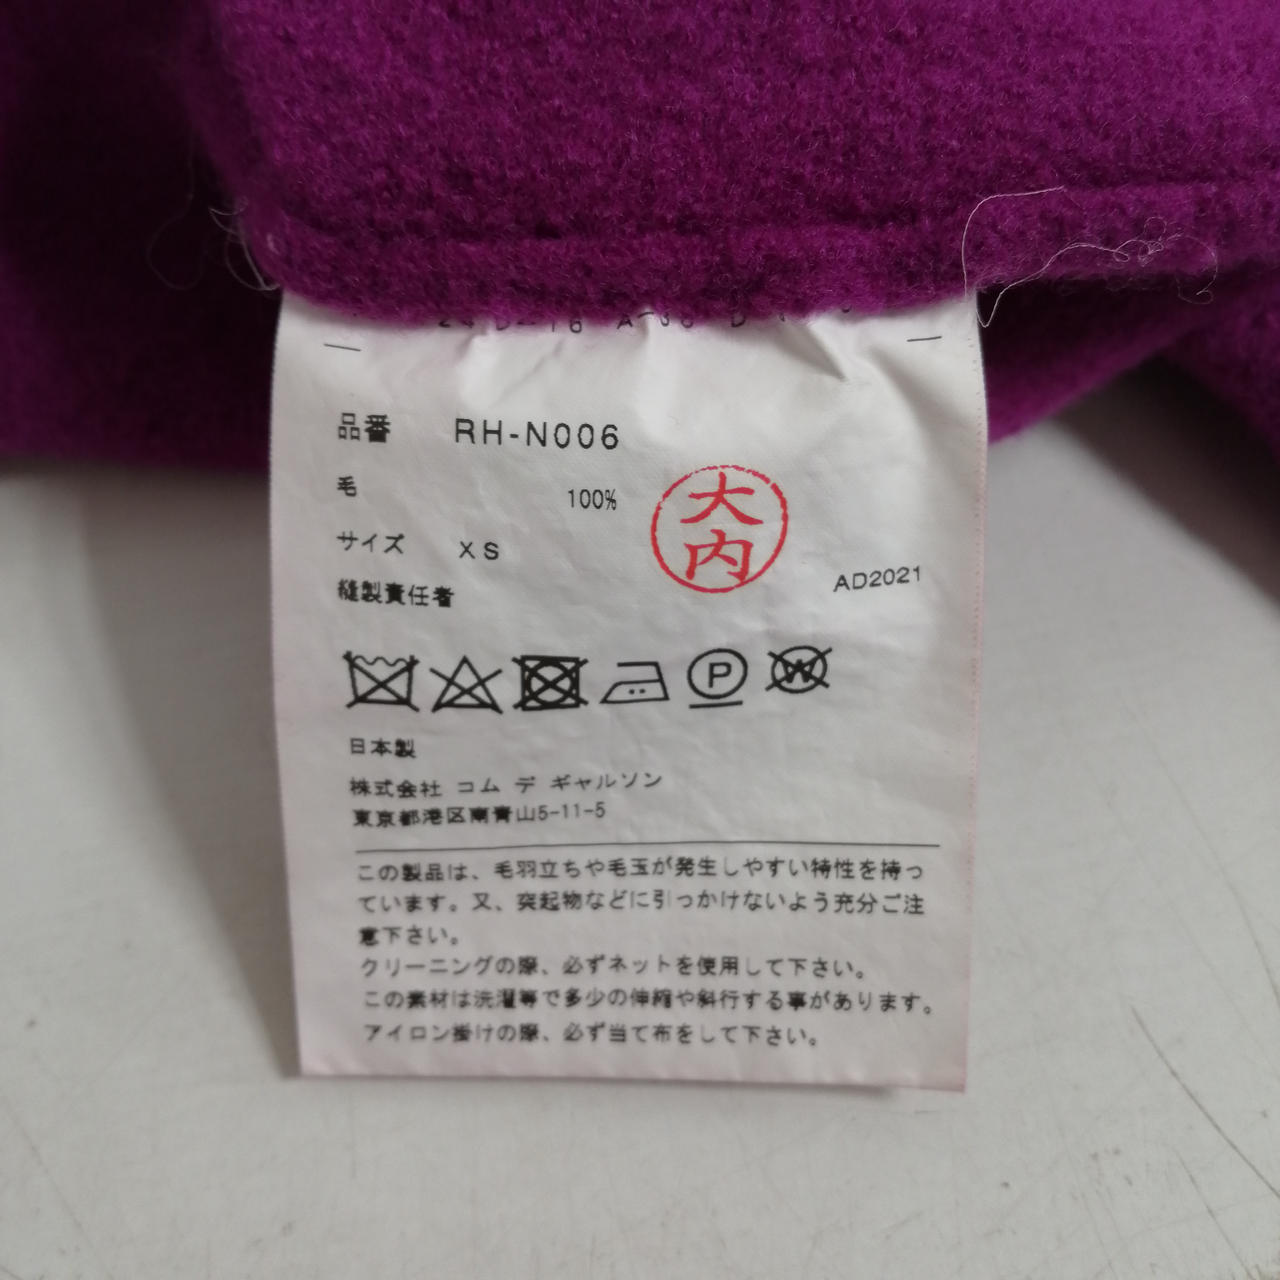 品番 RH-N006
毛 100%
サイズ XS
縫製責任者
大内
AD2021
P
W
日本製
株式会社 コム デ ギャルソン
東京都港区南青山5-11-5
この製品は、毛羽立ちや毛玉が発生しやすい特性を持っ
ています。又、突起物などに引っかけないよう充分ご注
意下さい。
クリーニングの際、必ずネットを使用して下さい。
この素材は洗濯等で多少の伸縮や斜行する事があります。
アイロン掛けの際、必ず当て布をして下さい。